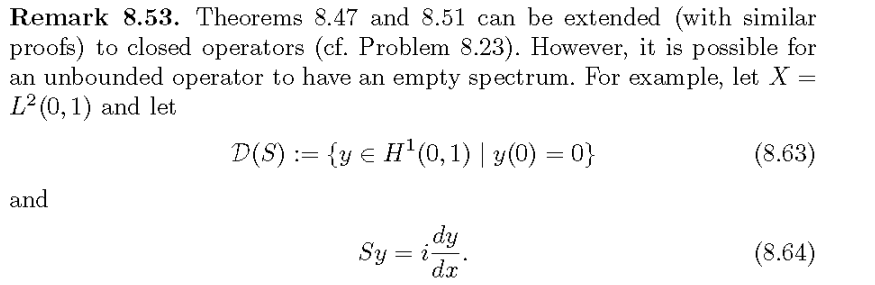 Remark 8.53. Theorems 8.47 and 8.51 can be extended (with similar
proofs) to closed operators (cf. Problem 8.23). However, it is possible for
an unbounded operator to have an empty spectrum. For example, let X =
L²(0, 1) and let
𝒟(S) := {y ∈ H¹(0, 1) | y(0) = 0} (8.63)
and
Sy = i dy/dx. (8.64)